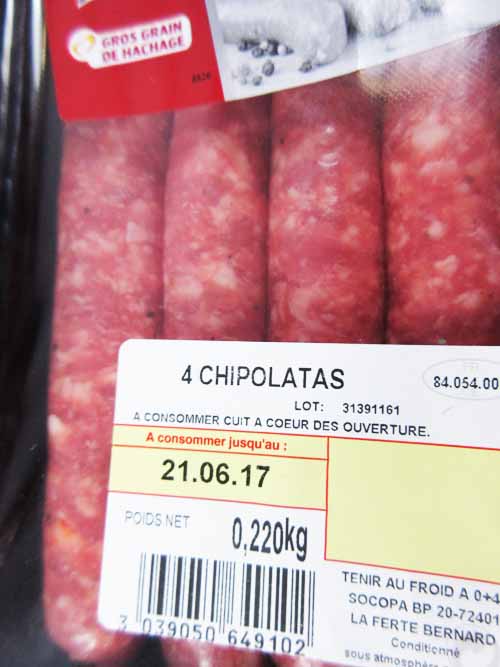 GROS GRAIN
DE HACHAGE
4 CHIPOLATAS
84.054.00
LOT: 31391161
A CONSOMMER CUIT A COEUR DES OUVERTURE.
A consommer jusqu'au :
21.06.17
POIDS NET
0,220kg
TENIR AU FROID A 0+4
SOCOPA BP 20-72401
LA FERTE BERNARD
Conditionné
sous atmosphère
3 039050 649102